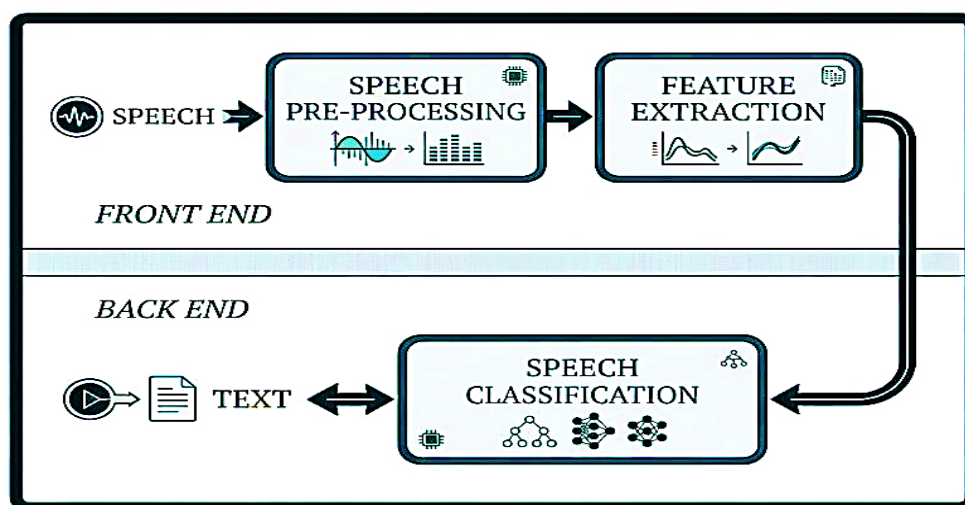 SPEECH
SPEECH
PRE-PROCESSING
FEATURE
EXTRACTION
FRONT END
BACK END
TEXT
SPEECH
CLASSIFICATION